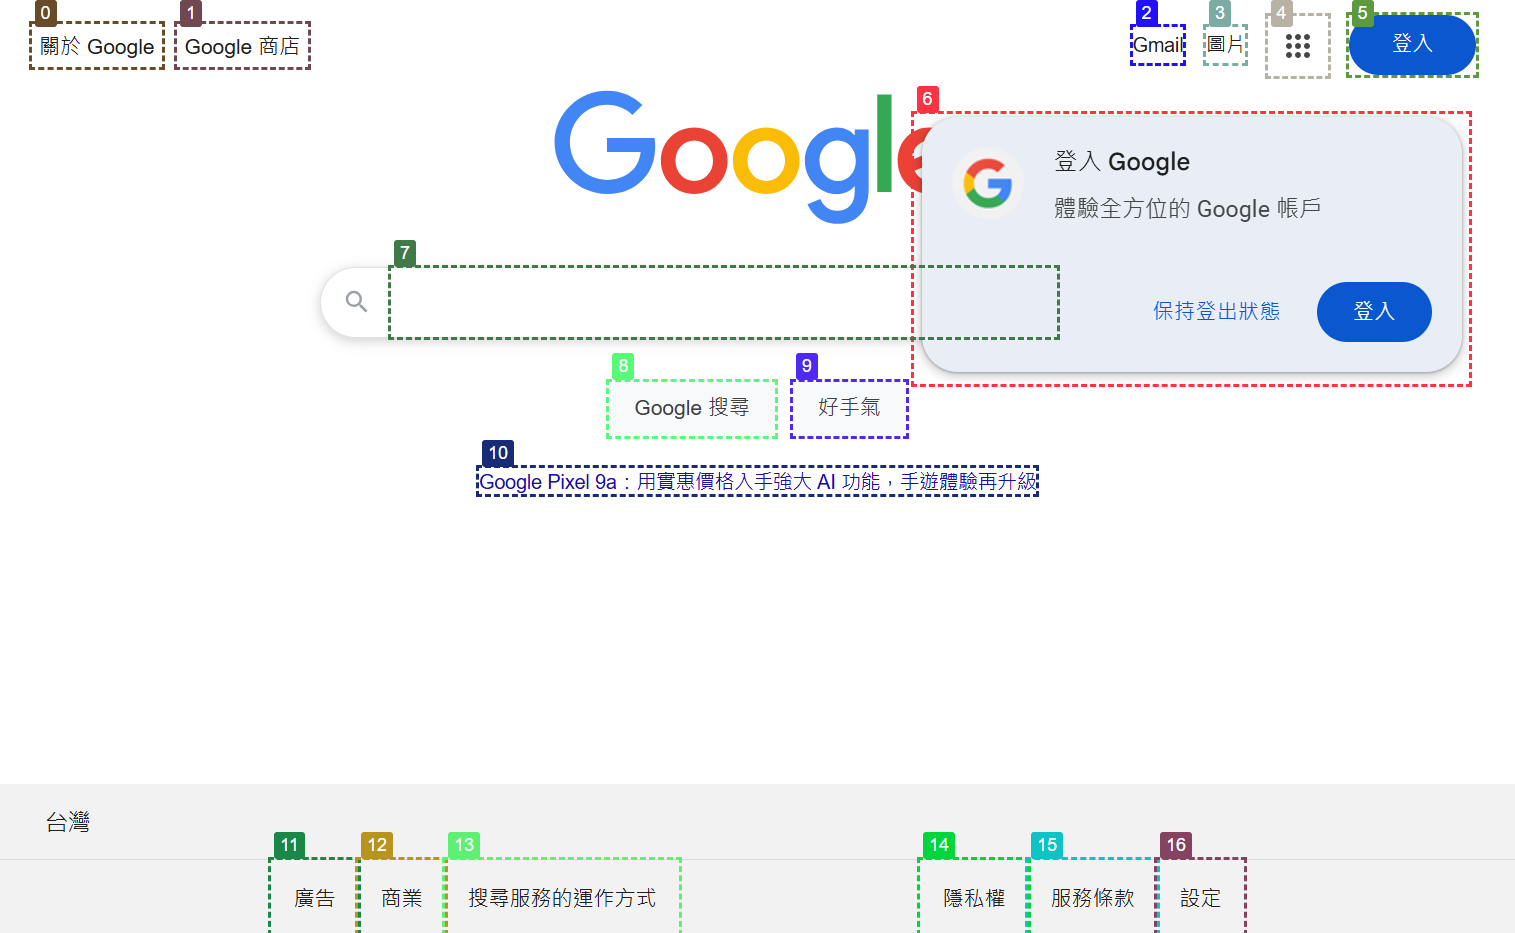 0
1
2
3
4
5
關於 Google
Google 商店
Gmail
圖片
登入
6
Google
登入 Google
體驗全方位的 Google 帳戶
7
保持登出狀態
登入
8
9
Google 搜尋
好手氣
10
Google Pixel 9a：用實惠價格入手強大 AI 功能，手遊體驗再升級
台灣
11
12
13
14
15
16
廣告
商業
搜尋服務的運作方式
隱私權
服務條款
設定